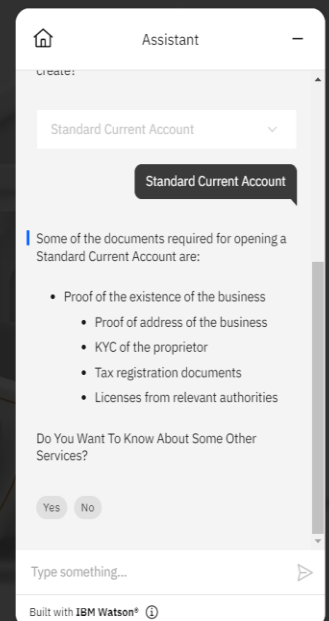 Assistant
create?
Standard Current Account
Standard Current Account
Some of the documents required for opening a
Standard Current Account are:
Proof of the existence of the business
Proof of address of the business
KYC of the proprietor
Tax registration documents
Licenses from relevant authorities
Do You Want To Know About Some Other
Services?
Yes No
Type something...
Built with IBM Watson®